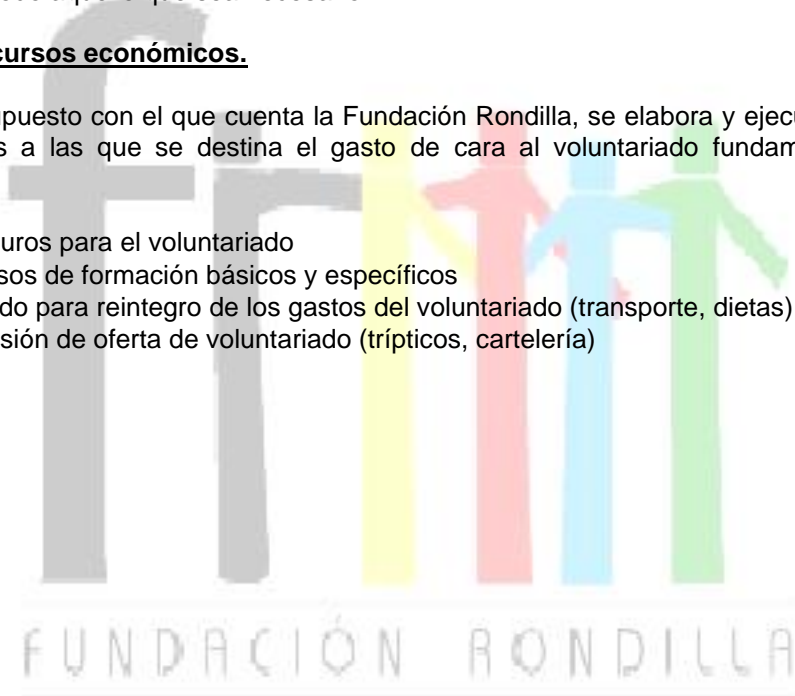 cursos económicos.
upuesto con el que cuenta la Fundación Rondilla, se elabora y ejecu
s a las que se destina el gasto de cara al voluntariado fundam
uros para el voluntariado
sos de formación básicos y específicos
do para reintegro de los gastos del voluntariado (transporte, dietas)
sión de oferta de voluntariado (trípticos, cartelería)
fr
FUNDACIÓN RONDILLA